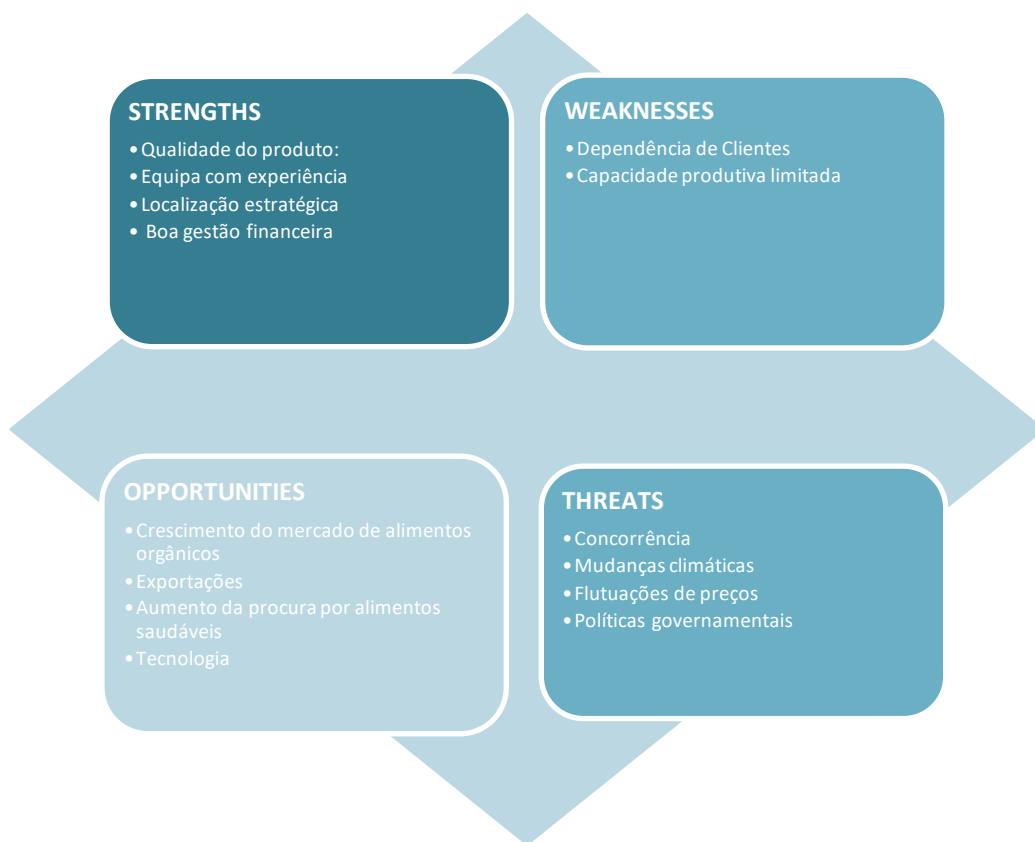 STRENGTHS
• Qualidade do produto:
• Equipa com experiência
• Localização estratégica
• Boa gestão financeira
WEAKNESSES
• Dependência de Clientes
• Capacidade produtiva limitada
OPPORTUNITIES
• Crescimento do mercado de alimentos
orgânicos
• Exportações
• Aumento da procura por alimentos
saudáveis
• Tecnologia
THREATS
• Concorrência
• Mudanças climáticas
• Flutuações de preços
• Políticas governamentais